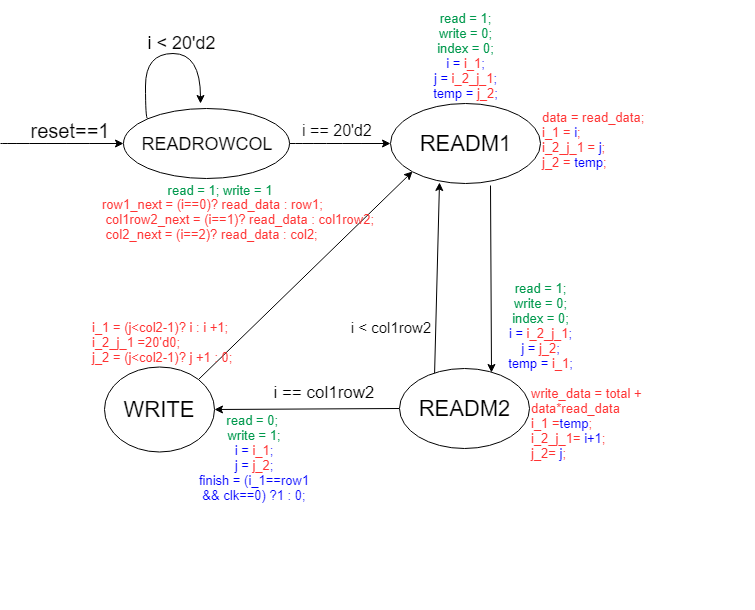 read = 1;
write = 0;
index = 0;
i = i_1;
j = i_2_j_1;
temp = j_2;
i < 20'd2
reset==1
READROWCOL
i == 20'd2
READM1
data = read_data;
i_1 = i;
i_2_j_1 = j;
j_2 = temp;
read = 1; write = 1
row1_next = (i==0)? read_data : row1;
col1row2_next = (i==1)? read_data : col1row2;
col2_next = (i==2)? read_data : col2;
read = 1;
write = 0;
index = 0;
i = i_2_j_1;
j = j_2;
temp = i_1;
i < col1row2
i_1 = (j<col2-1)? i : i +1;
i_2_j_1 =20'd0;
j_2 = (j<col2-1)? j +1 : 0;
WRITE
i == col1row2
READM2
write_data = total +
data*read_data
i_1 =temp;
i_2_j_1= i+1;
j_2= j;
read = 0;
write = 1;
i = i_1;
j = j_2;
finish = (i_1==row1
&& clk==0) ?1 : 0;